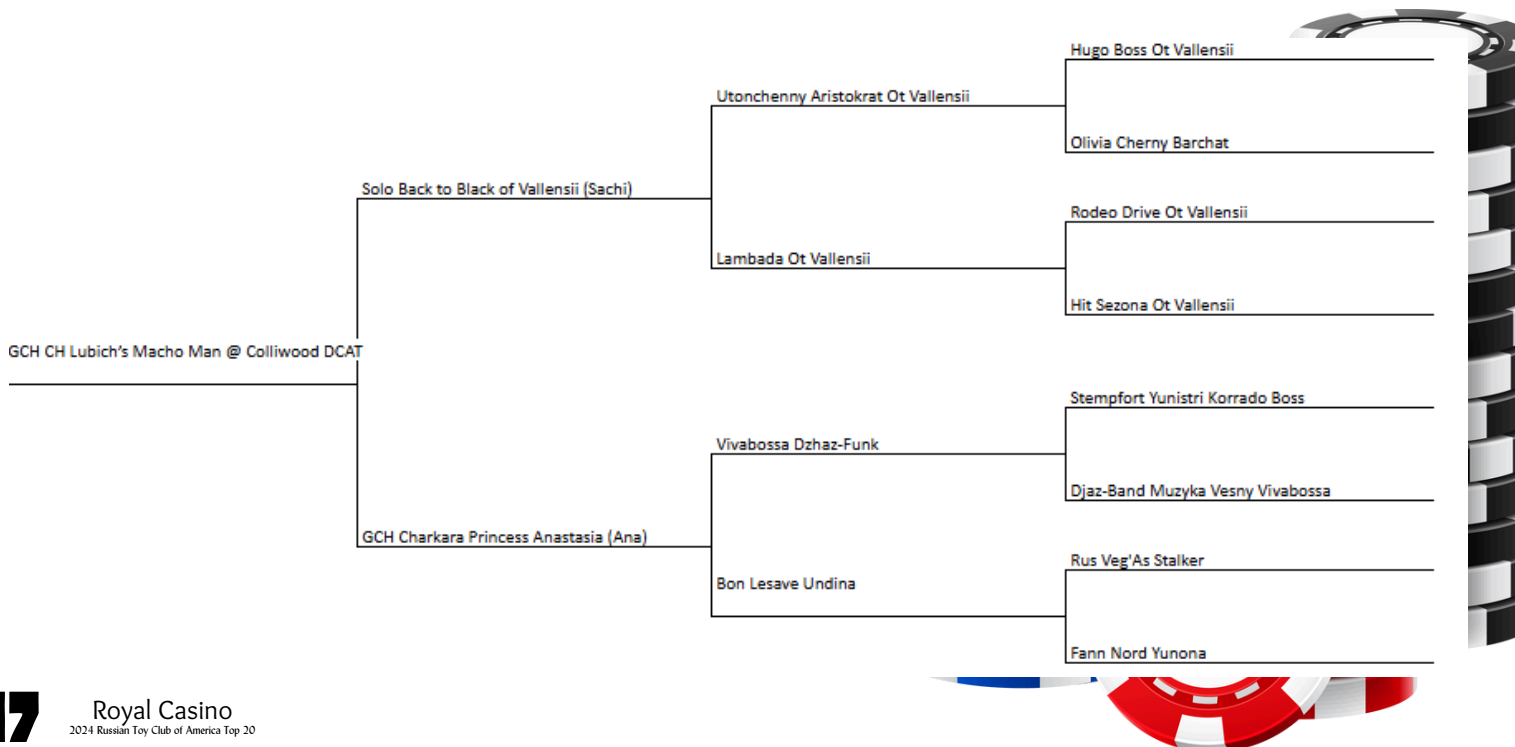 Hugo Boss Ot Vallensii
Utonchenny Aristokrat Ot Vallensii
Olivia Cherny Barchat
Solo Back to Black of Vallensii (Sachi)
Rodeo Drive Ot Vallensii
Lambada Ot Vallensii
Hit Sezona Ot Vallensii
GCH CH Lubich’s Macho Man @ Colliwood DCAT
Stempfort Yunistri Korrado Boss
Vivabossa Dzhaz-Funk
Djaz-Band Muzyka Vesny Vivabossa
GCH Charkara Princess Anastasia (Ana)
Rus Veg'As Stalker
Bon Lesave Undina
Fann Nord Yunona
Royal Casino
2024 Russian Toy Club of America Top 20